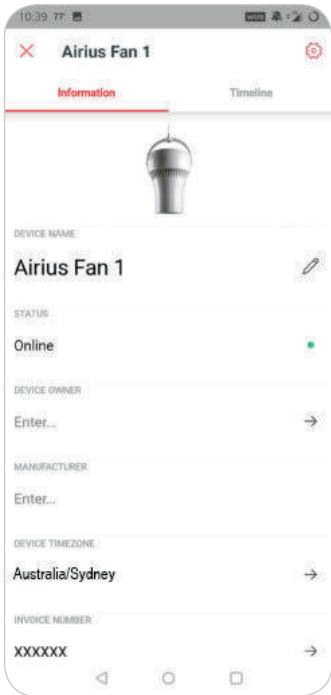 10:39
Airius Fan 1
Information Timeline
DEVICE NAME
Airius Fan 1
STATUS
Online
DEVICE OWNER
Enter...
MANUFACTURER
Enter...
DEVICE TIMEZONE
Australia/Sydney
INVOICE NUMBER
XXXXXX